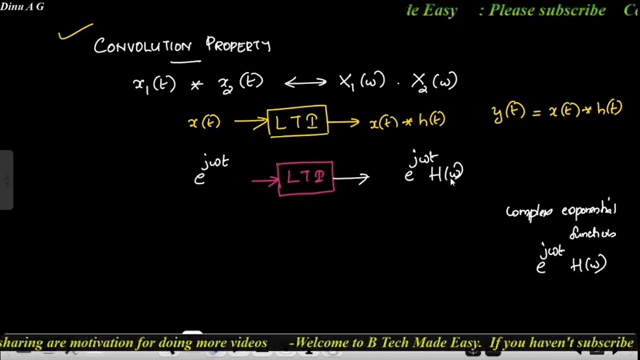 Dinu A G
le Easy : Please subscribe Co
CONVOLUTION PROPERTY
x₁(t) * x₂(t) ⟷ X₁(ω) . X₂(ω)
x(t) → LTI → x(t) * h(t)
y(t) = x(t) * h(t)
e^jωt → LTI → e^jωt H(ω)
complex exponential
function
e^jωt H(ω)
sharing are motivation for doing more videos -Welcome to B Tech Made Easy. If you haven't subscribe